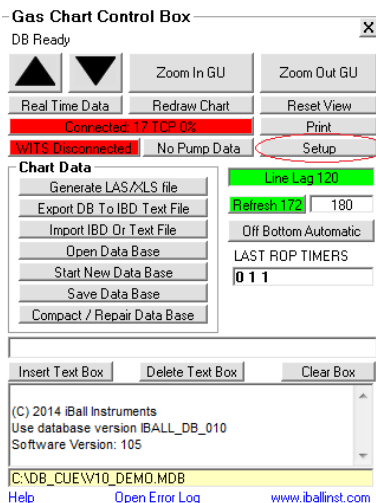 Gas Chart Control Box
X
DB Ready
Zoom In GU Zoom Out GU
Real Time Data Redraw Chart Reset View
Connected: 17 TCP 0% Print
WITS Disconnected No Pump Data Setup
Chart Data
Line Lag 120
Generate LAS/XLS file
Export DB To IBD Text File
Refresh 172 180
Import IBD Or Text File
Off Bottom Automatic
Open Data Base
LAST ROP TIMERS
Start New Data Base
0 1 1
Save Data Base
Compact / Repair Data Base
Insert Text Box Delete Text Box Clear Box
(C) 2014 iBall Instruments
Use database version IBALL_DB_010
Software Version: 105
C:\DB_CUE\V10_DEMO.MDB
Help Open Error Log www.iballinst.com